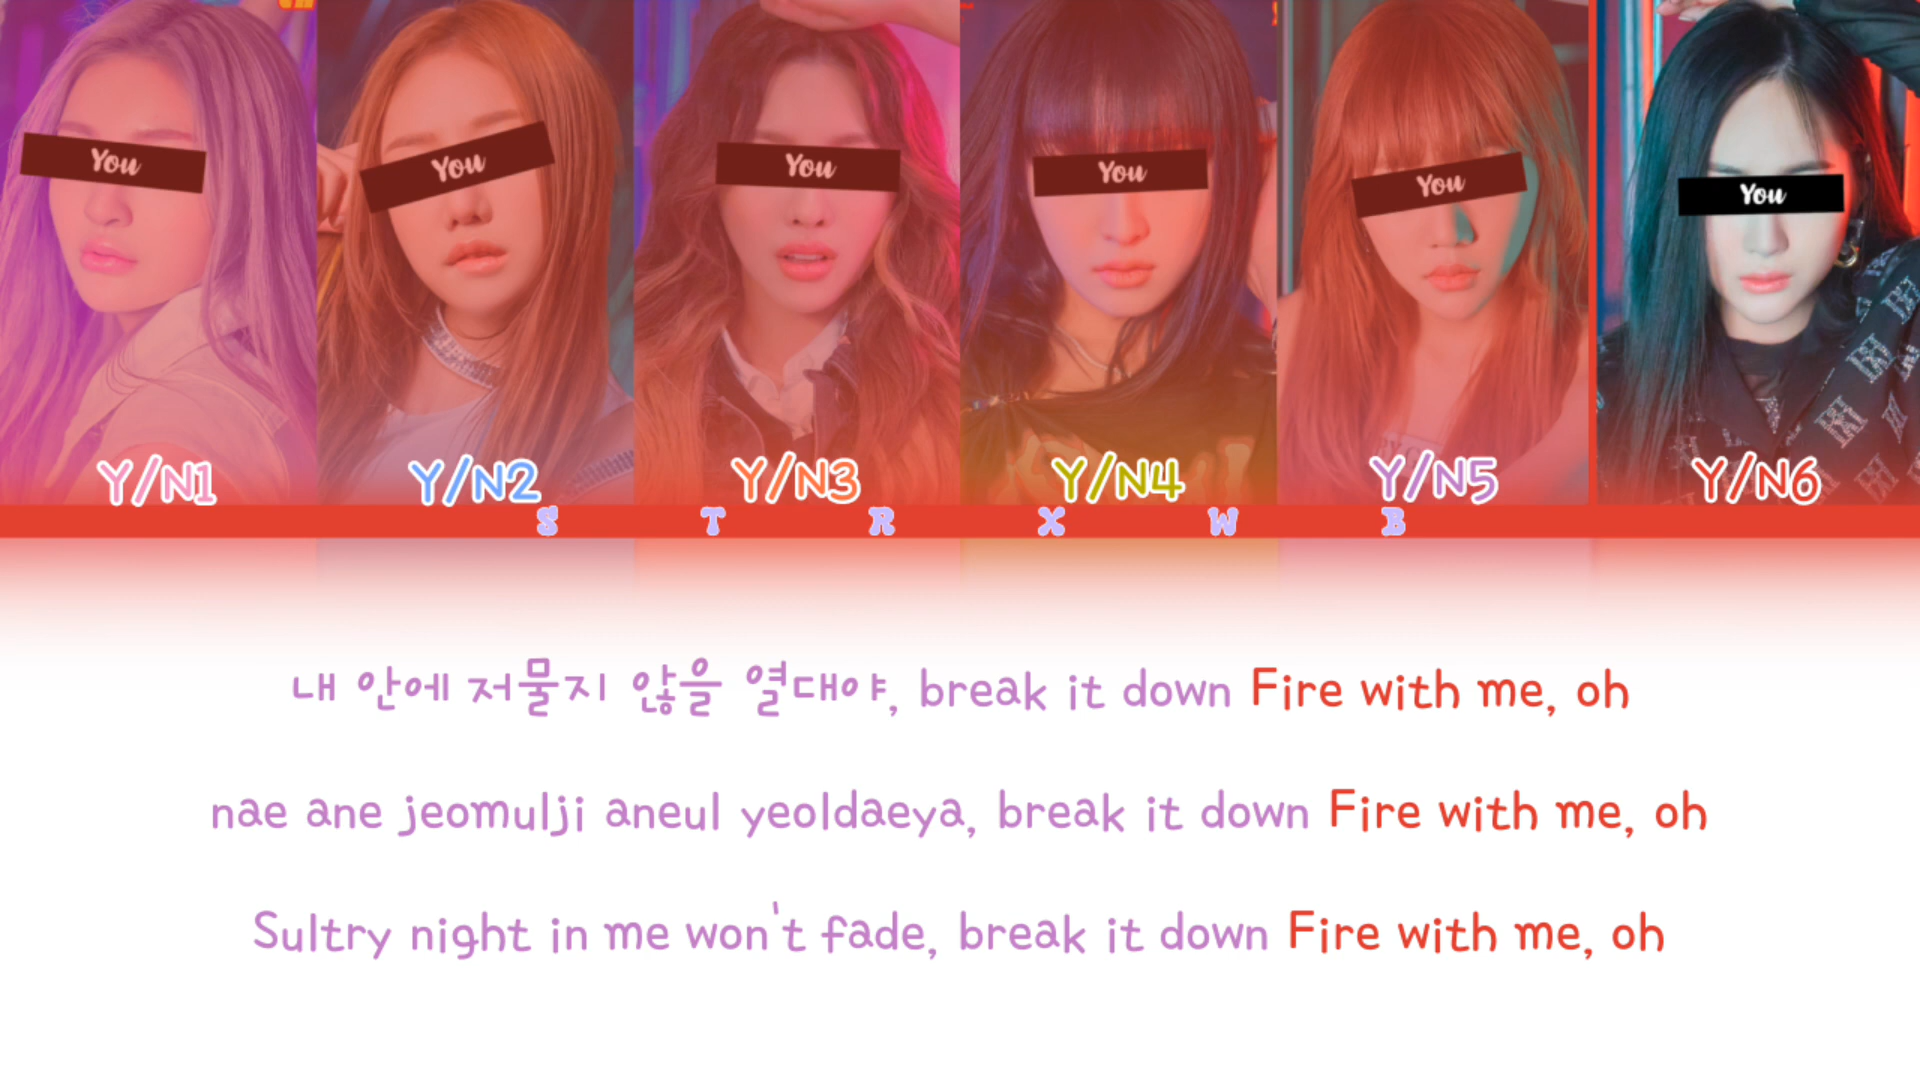 You You You You You You
Y/N1 Y/N2 Y/N3 Y/N4 Y/N5 Y/N6
S T R X W B
내 안에 저물지 않을 열대야, break it down Fire with me, oh
nae ane jeomulji aneul yeoldaeya, break it down Fire with me, oh
Sultry night in me won't fade, break it down Fire with me, oh